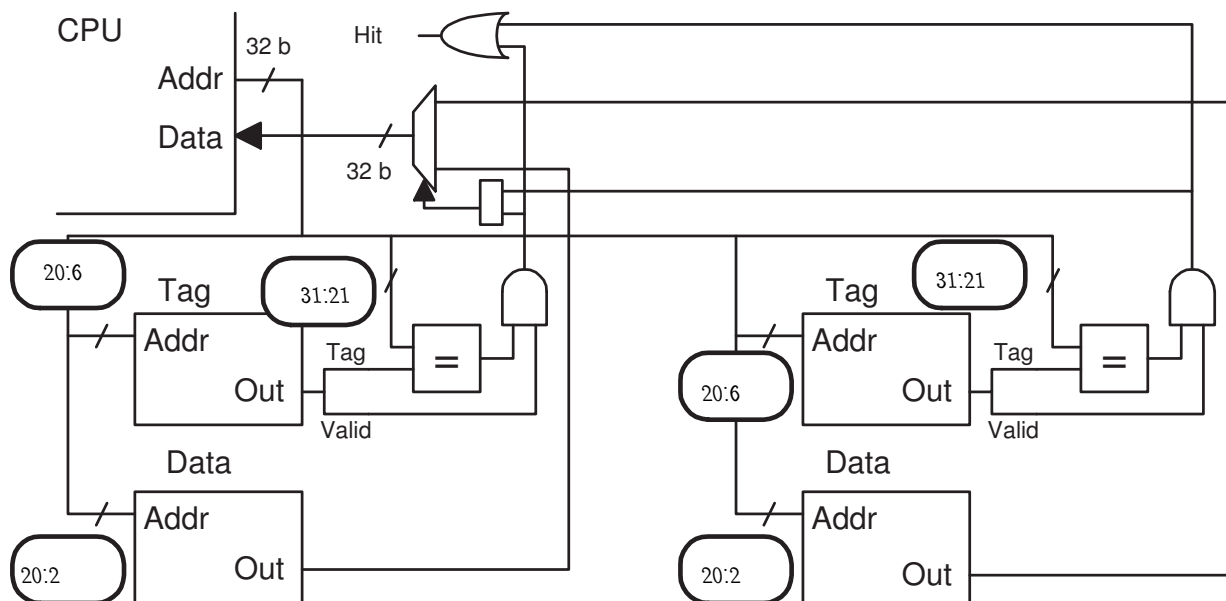 CPU
32 b
Hit
Addr
Data
32 b
20:6
Tag
31:21
Tag
31:21
Addr
=
Tag
Out
Valid
Addr
=
Tag
20:6
Out
Valid
Data
Data
Addr
Addr
20:2
Out
20:2
Out